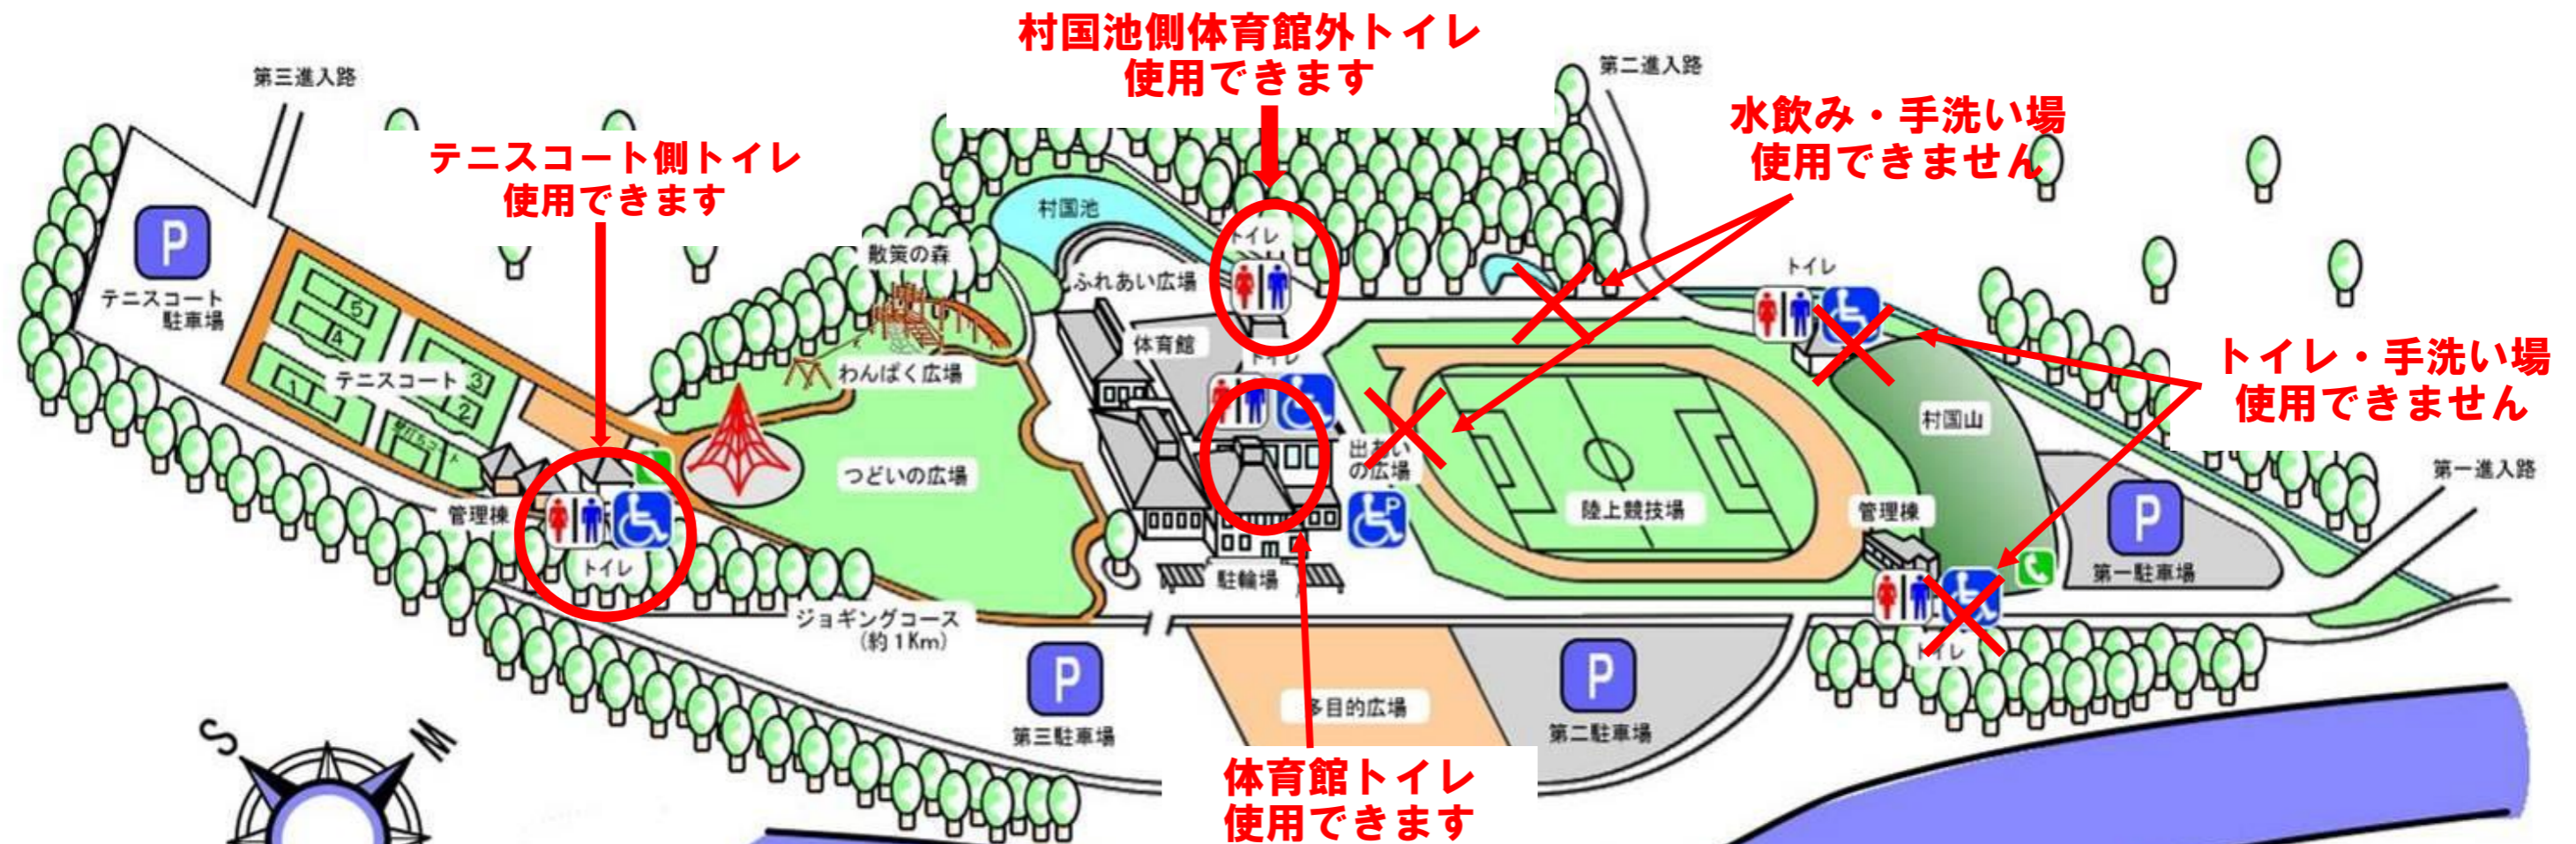 村国池側体育館外トイレ
使用できます
第三進入路
第二進入路
水飲み・手洗い場
使用できません
テニスコート側トイレ
使用できます
村国池
散策の森
トイレ
ふれあい広場
トイレ
P
テニスコート
駐車場
5
4
3
2
1
テニスコート
体育館
トイレ
わんぱく広場
トイレ・手洗い場
使用できません
村国山
出あい
の広場
つどいの広場
第一進入路
P
P
管理棟
陸上競技場
管理棟
トイレ
駐輪場
第一駐車場
ジョギングコース
(約1Km)
トイレ
P
P
多目的広場
第三駐車場
第二駐車場
S
体育館トイレ
使用できます